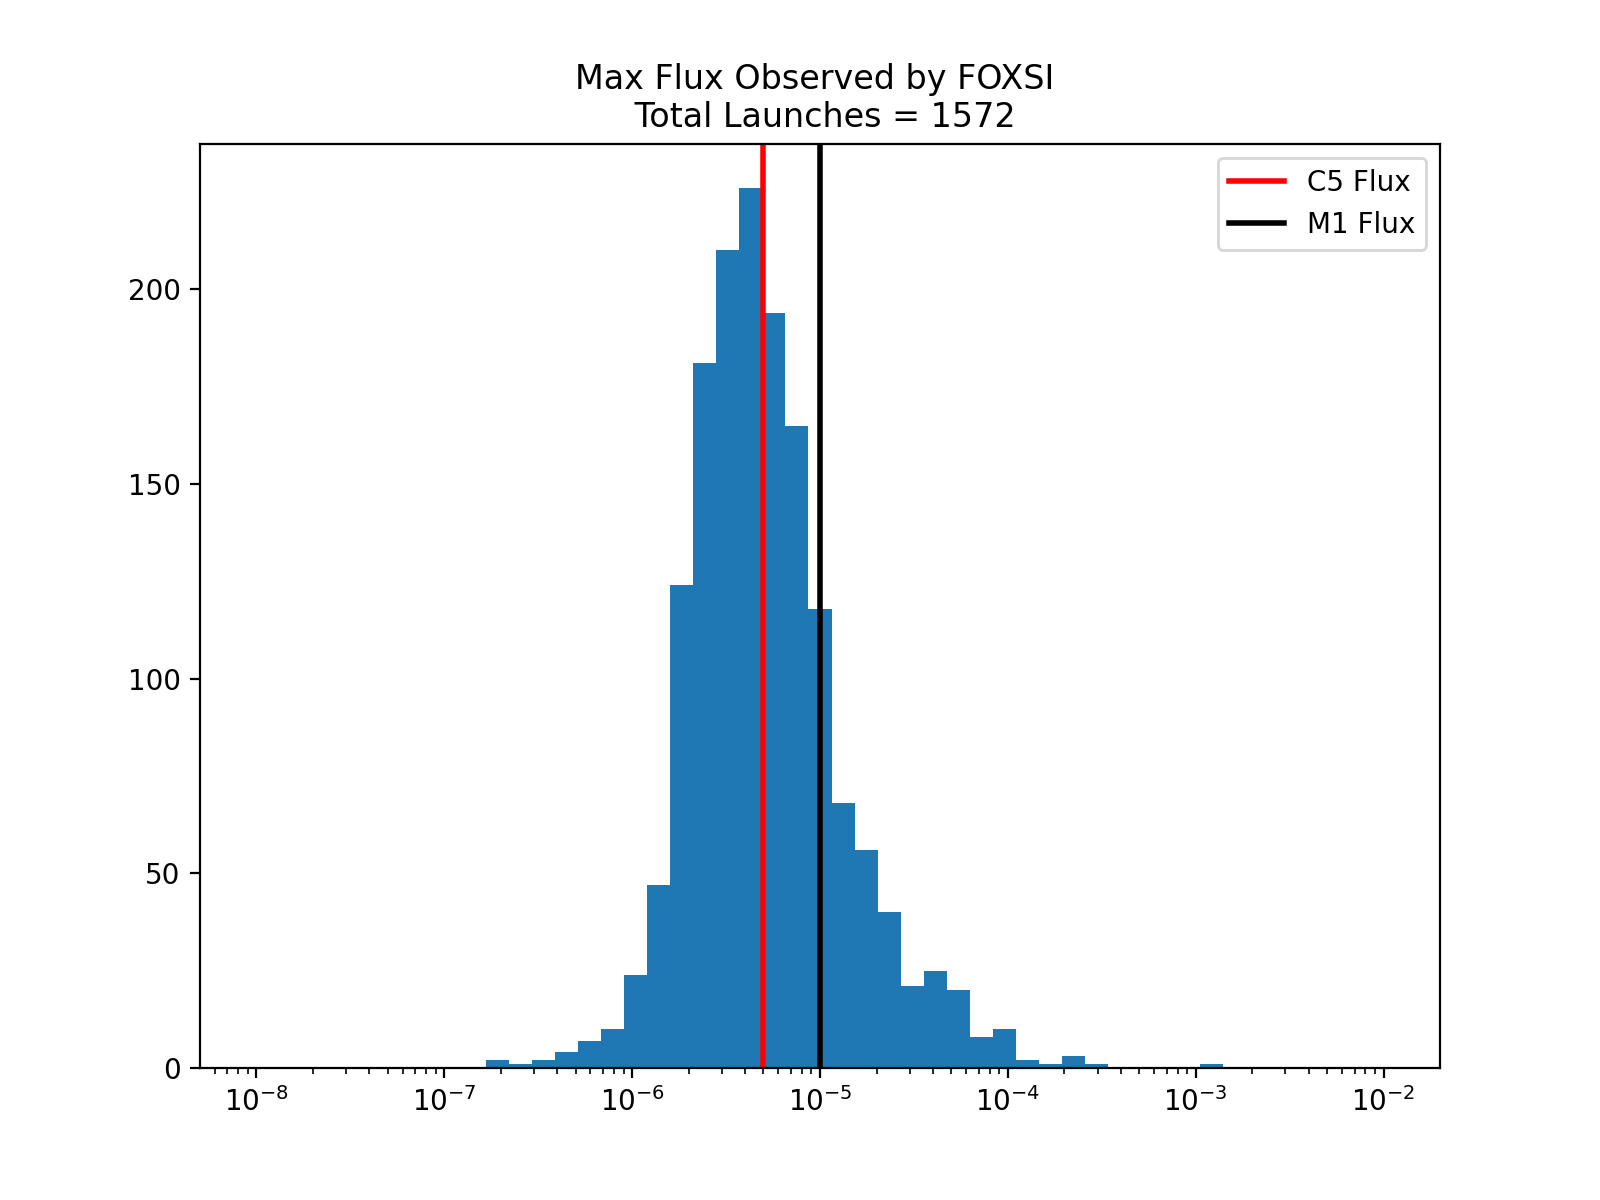 Max Flux Observed by FOXSI
Total Launches = 1572
C5 Flux
M1 Flux
200
150
100
50
0
10⁻⁸ 10⁻⁷ 10⁻⁶ 10⁻⁵ 10⁻⁴ 10⁻³ 10⁻²